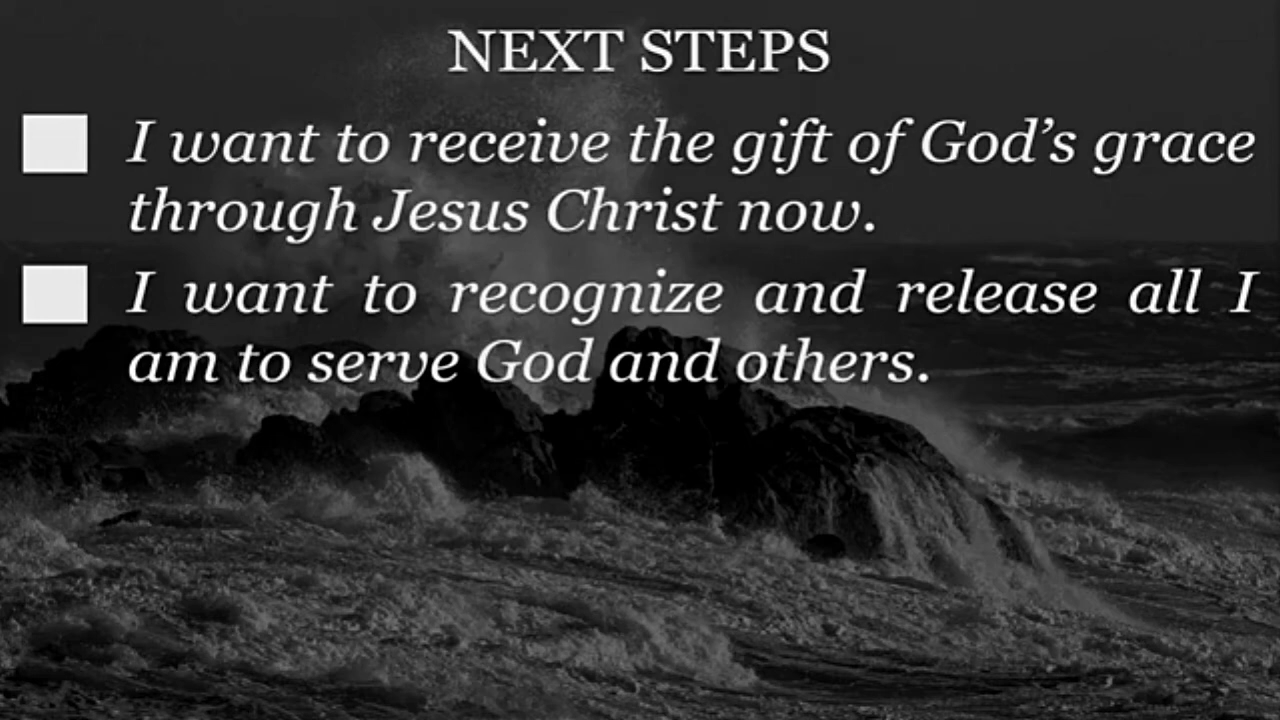 NEXT STEPS
I want to receive the gift of God’s grace
through Jesus Christ now.
I want to recognize and release all I
am to serve God and others.